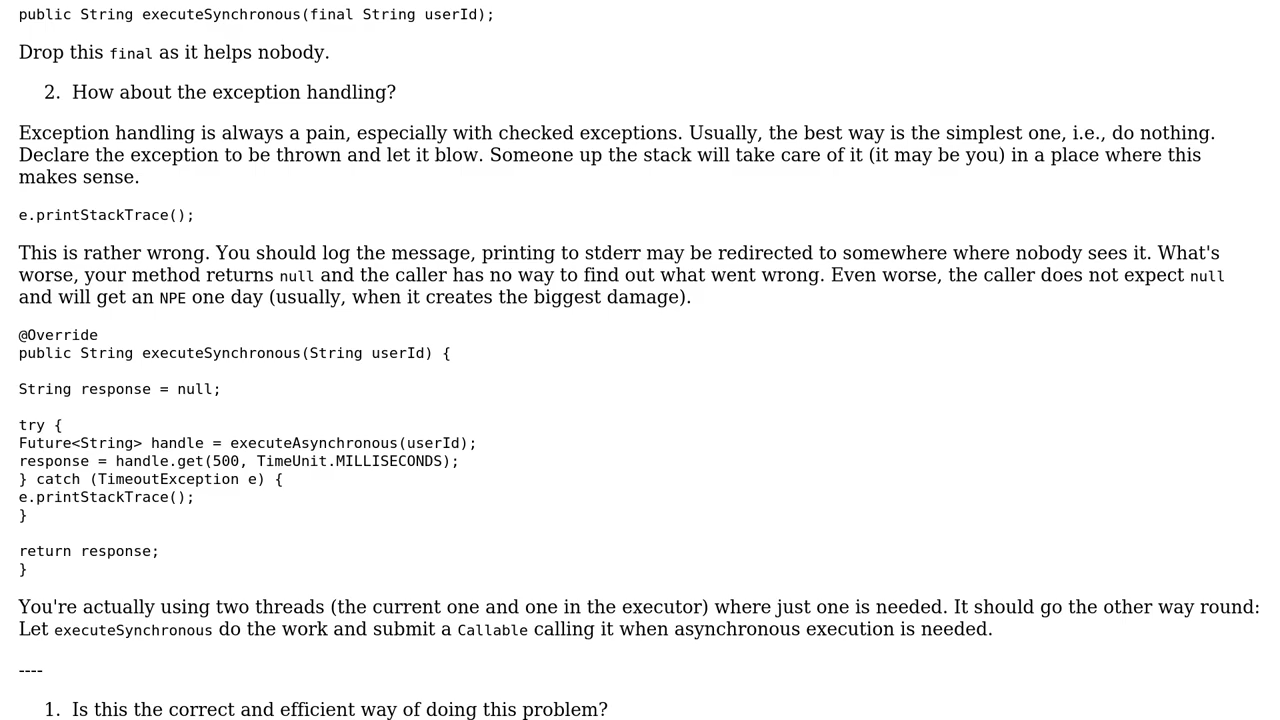 public String executeSynchronous(final String userId);
Drop this final as it helps nobody.
2. How about the exception handling?
Exception handling is always a pain, especially with checked exceptions. Usually, the best way is the simplest one, i.e., do nothing.
Declare the exception to be thrown and let it blow. Someone up the stack will take care of it (it may be you) in a place where this
makes sense.
e.printStackTrace();
This is rather wrong. You should log the message, printing to stderr may be redirected to somewhere where nobody sees it. What's
worse, your method returns null and the caller has no way to find out what went wrong. Even worse, the caller does not expect null
and will get an NPE one day (usually, when it creates the biggest damage).
@Override
public String executeSynchronous(String userId) {
String response = null;
try {
Future<String> handle = executeAsynchronous(userId);
response = handle.get(500, TimeUnit.MILLISECONDS);
} catch (TimeoutException e) {
e.printStackTrace();
}
return response;
}
You're actually using two threads (the current one and one in the executor) where just one is needed. It should go the other way round:
Let executeSynchronous do the work and submit a Callable calling it when asynchronous execution is needed.
----
1. Is this the correct and efficient way of doing this problem?